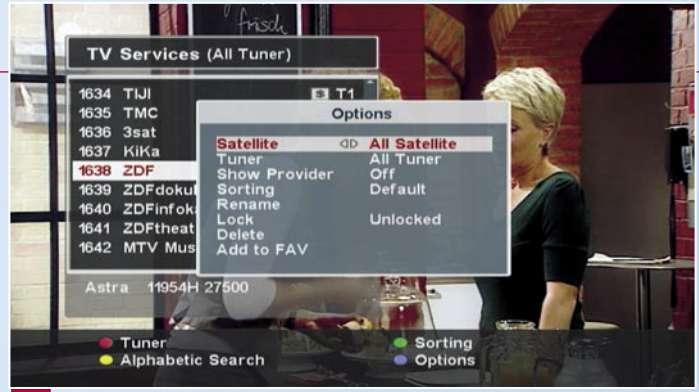 frisch
TV Services (All Tuner)
1634 TIJI $ T1
1635 TMC
1636 3sat
1637 KiKa
1638 ZDF
1639 ZDFdokul
1640 ZDFinfoka
1641 ZDFtheat
1642 MTV Mus
Options
Satellite All Satellite
Tuner All Tuner
Show Provider Off
Sorting Default
Rename
Lock Unlocked
Delete
Add to FAV
Astra 11954H 27500
Tuner Sorting
Alphabetic Search Options